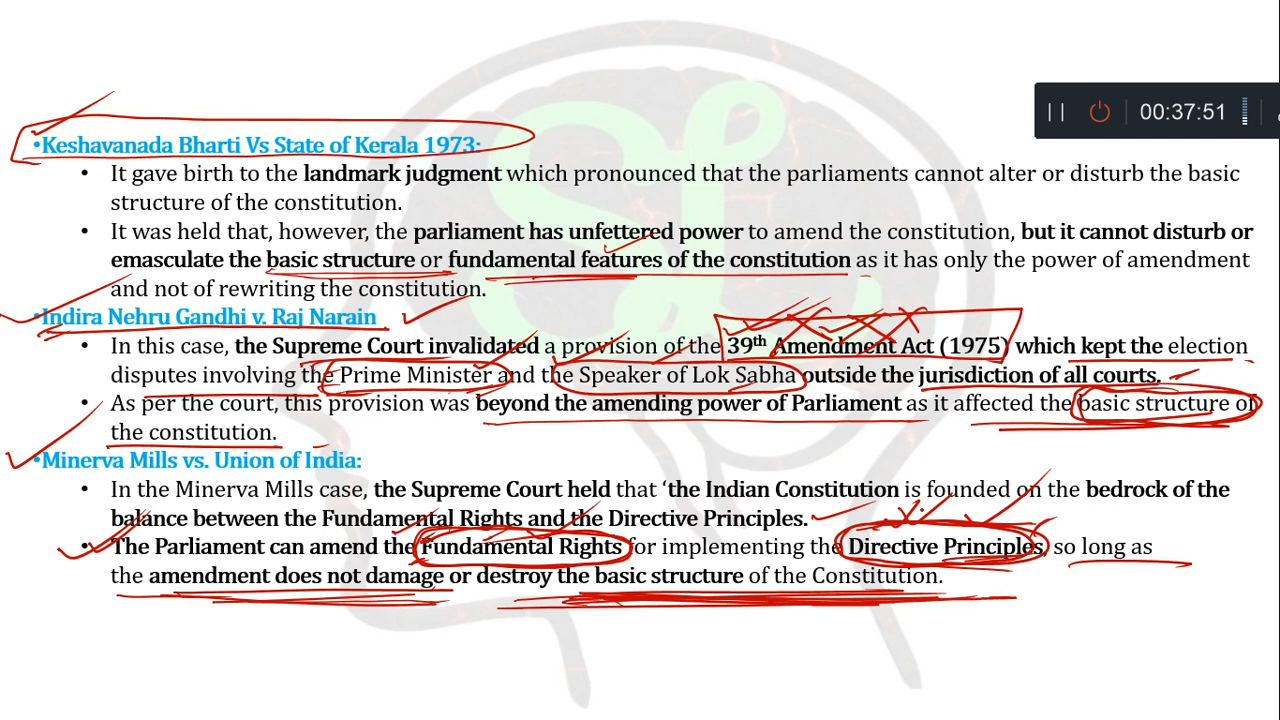 00:37:51
•Keshavanada Bharti Vs State of Kerala 1973:
• It gave birth to the landmark judgment which pronounced that the parliaments cannot alter or disturb the basic
structure of the constitution.
• It was held that, however, the parliament has unfettered power to amend the constitution, but it cannot disturb or
emasculate the basic structure or fundamental features of the constitution as it has only the power of amendment
and not of rewriting the constitution.
•Indira Nehru Gandhi v. Raj Narain
• In this case, the Supreme Court invalidated a provision of the 39th Amendment Act (1975) which kept the election
disputes involving the Prime Minister and the Speaker of Lok Sabha outside the jurisdiction of all courts.
• As per the court, this provision was beyond the amending power of Parliament as it affected the basic structure of
the constitution.
•Minerva Mills vs. Union of India:
• In the Minerva Mills case, the Supreme Court held that ‘the Indian Constitution is founded on the bedrock of the
balance between the Fundamental Rights and the Directive Principles.
• The Parliament can amend the Fundamental Rights for implementing the Directive Principles, so long as
the amendment does not damage or destroy the basic structure of the Constitution.